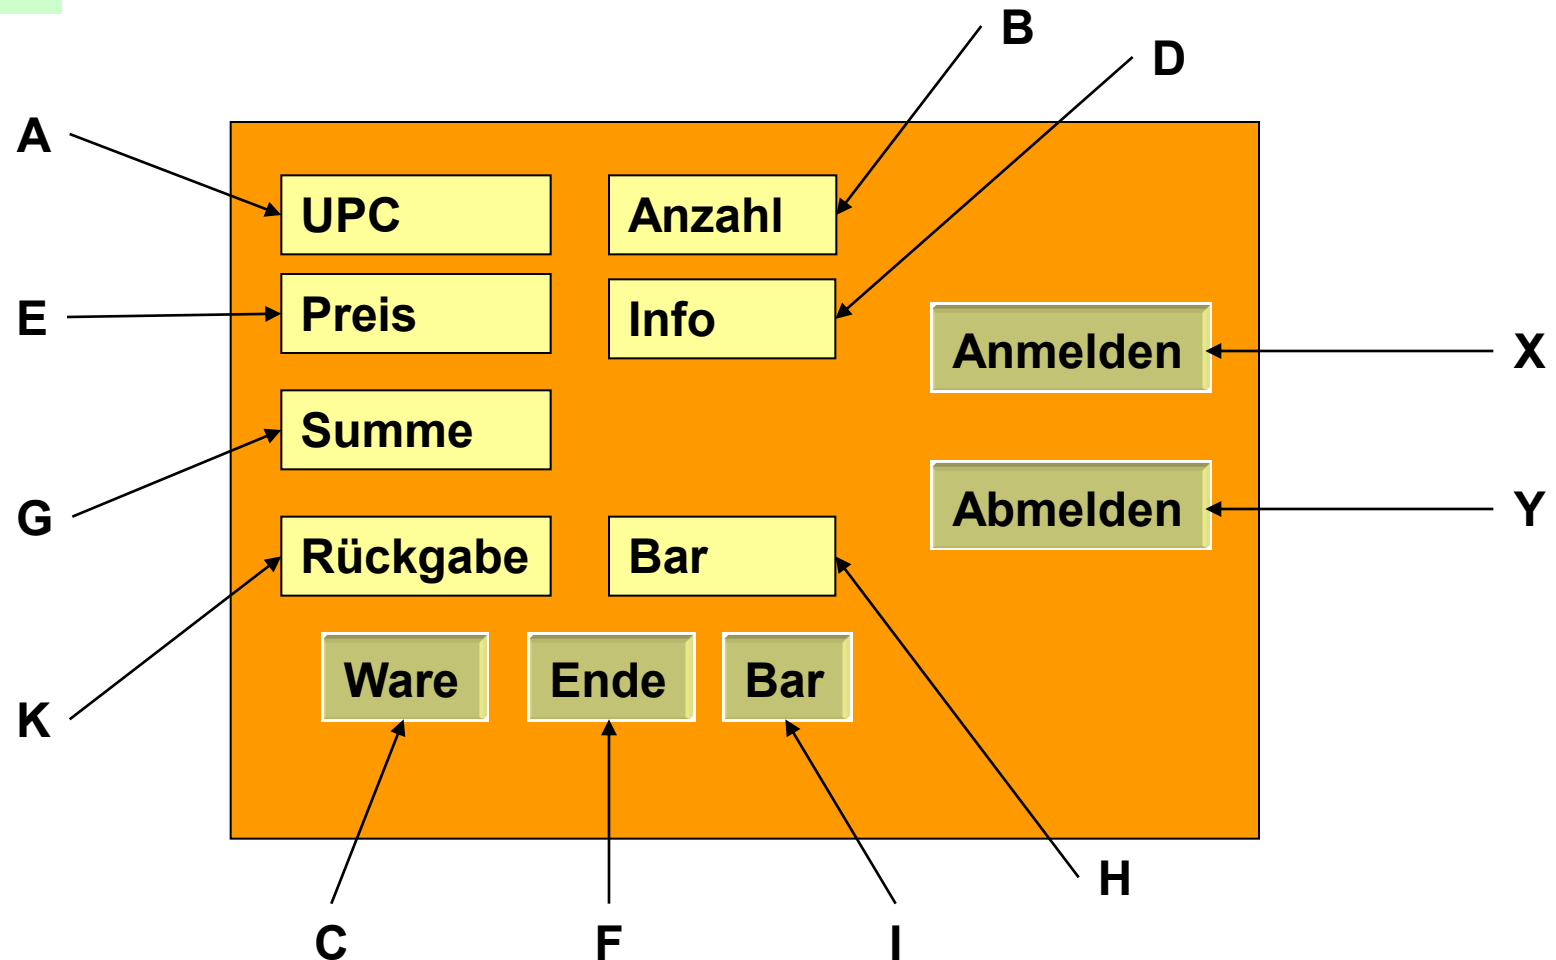 B
D
A
UPC
Anzahl
E
Preis
Info
Anmelden
X
Summe
G
Abmelden
Y
Rückgabe
Bar
K
Ware
Ende
Bar
H
C
F
I